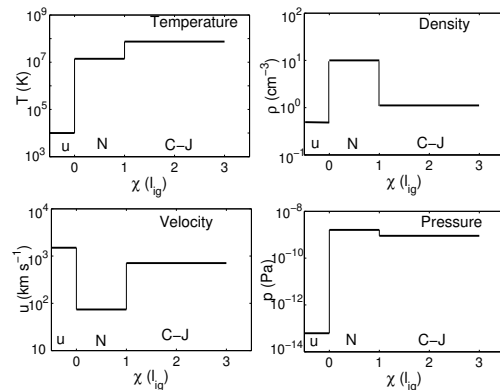 Temperature
T (K)
10^9
10^7
10^5
10^3
u N C–J
0 1 2 3
χ (l_ig)
Density
ρ (cm^−3)
10^2
10^0
10^−1
u N C–J
0 1 2 3
χ (l_ig)
Velocity
u (km s^−1)
10^4
10^3
10^2
10
u N C–J
0 1 2 3
χ (l_ig)
Pressure
p (Pa)
10^−8
10^−10
10^−13
10^−14
u N C–J
0 1 2 3
χ (l_ig)